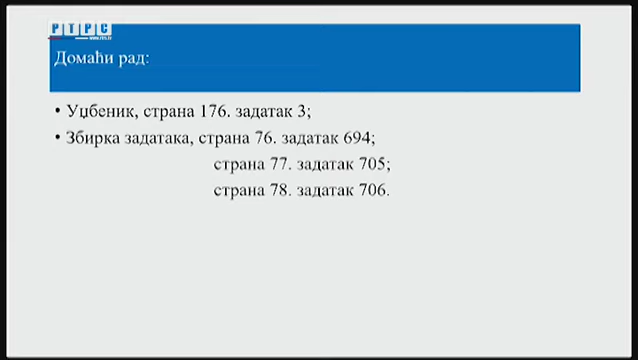 РТРС
Домаћи рад:
• Уџбеник, страна 176. задатак 3;
• Збирка задатака, страна 76. задатак 694;
страна 77. задатак 705;
страна 78. задатак 706.